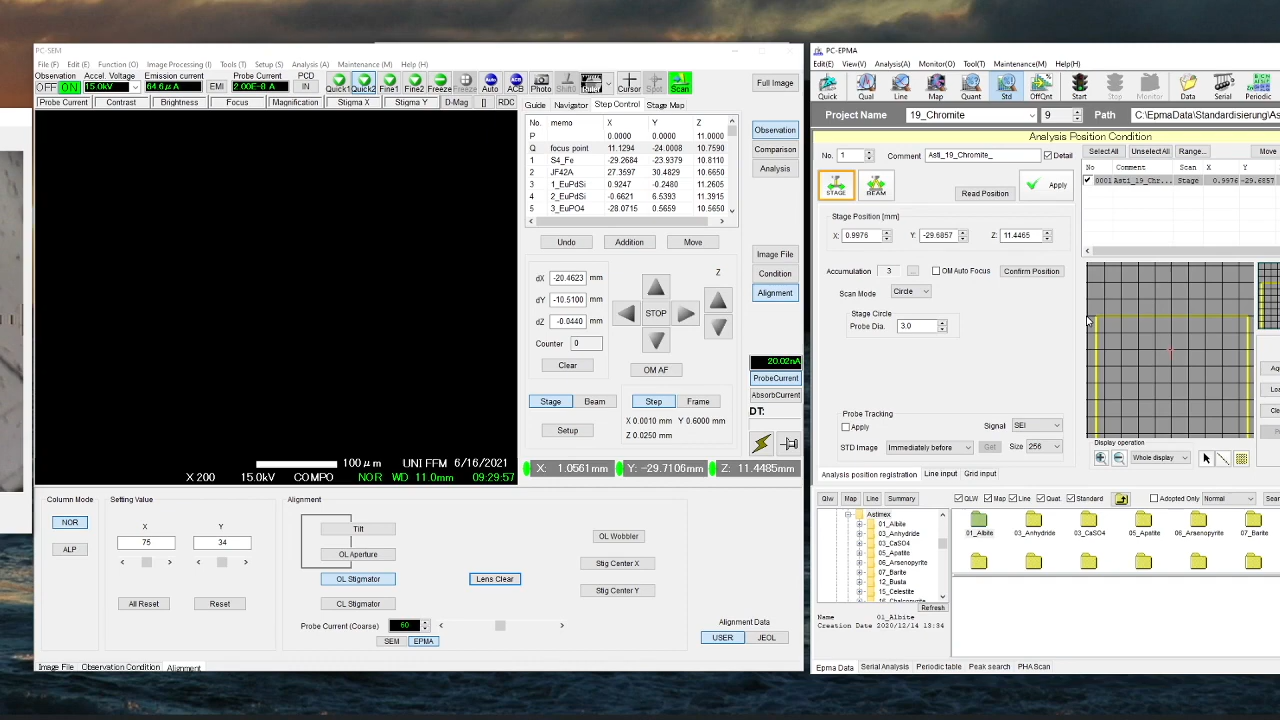 PC-SEM
File (F) Edit (E) Function (O) Image Processing (I) Tools (T) Setup (S) Analysis (A) Maintenance (M) Help (H)
Observation Accel. Voltage Emission current Probe Current PCD
OFF ON 15.0kV 64.6μA EMI 2.00E-8 A IN
Quick1 Quick2 Fine1 Fine2 Freeze Freeze Auto ACB Photo Shift0 Ruler Cursor Spot Scan
Full Image
Probe Current Contrast Brightness Focus Magnification Stigma X Stigma Y D-Mag [] RDC
Guide Navigator Step Control Stage Map
No. memo X Y Z
P 0.0000 0.0000 11.0000
Q focus point 11.1294 -24.0008 10.7590
1 S4_Fe -29.2684 -23.9379 10.8110
2 JF42A 27.3597 30.4829 10.6650
3 1_EuPdSi 0.9247 -0.2480 11.2605
4 2_EuPdSi -0.6621 6.5393 11.3915
5 3_EuPO4 -28.0715 0.5659 10.5650
Undo Addition Move
dX -20.4623 mm
dY -10.5100 mm
dZ -0.0440 mm
Counter 0
Clear
Z
STOP
OM AF
Stage Beam
Step Frame
Setup
X 0.0010 mm Y 0.6000 mm
Z 0.0250 mm
Observation
Comparison
Analysis
Image File
Condition
Alignment
20.02nA
ProbeCurrent
AbsorbCurrent
DT:
X: 1.0561mm Y: -29.7106mm Z: 11.4485mm
100μm UNI FFM 6/16/2021
X 200 15.0kV COMPO NOR WD 11.0mm 09:29:57
Column Mode
NOR
ALP
Setting Value
X Y
75 34
< > < >
All Reset Reset
Alignment
Tilt
OL Aperture
OL Stigmator
CL Stigmator
Lens Clear
OL Wobbler
Stig Center X
Stig Center Y
Probe Current (Coarse) 60 < >
SEM EPMA
Alignment Data
USER JEOL
Image File Observation Condition Alignment
PC-EPMA
Edit(E) View(V) Analysis(A) Monitor(O) Tool(T) Maintenance(M) Help(H)
Quick Qual Line Map Quant Std OffQnt Start Stop Monitor Data Serial Periodic
Project Name 19_Chromite 9 Path C:\EpmaData\Standardisierung\As
Analysis Position Condition
No. 1 Comment Asti_19_Chromite_ Detail
Select All Unselect All Range... Move
No Comment Scan X Y
0001 Asti_19_Chr... Stage 0.9976 -29.6857
STAGE BEAM
Read Position Apply
Stage Position [mm]
X: 0.9976 Y: -29.6857 Z: 11.4465
Accumulation 3 ... OM Auto Focus Confirm Position
Scan Mode Circle
Stage Circle
Probe Dia. 3.0
Probe Tracking
Apply
Signal SEI
STD Image Immediately before Get Size 256
Display operation
Whole display
Analysis position registration Line input Grid input
Qlw Map Line Summary
QLW Map Line Quat. Standard Adopted Only Normal
Astimex
01_Albite
03_Anhydride
03_CaSO4
05_Apatite
06_Arsenopyrite
07_Barite
12_Busta
15_Celestite
Refresh
01_Albite 03_Anhydride 03_CaSO4 05_Apatite 06_Arsenopyrite 07_Barite
Name 01_Albite
Creation Date 2020/12/14 13:34
Epma Data Serial Analysis Periodic table Peak search PHA Scan